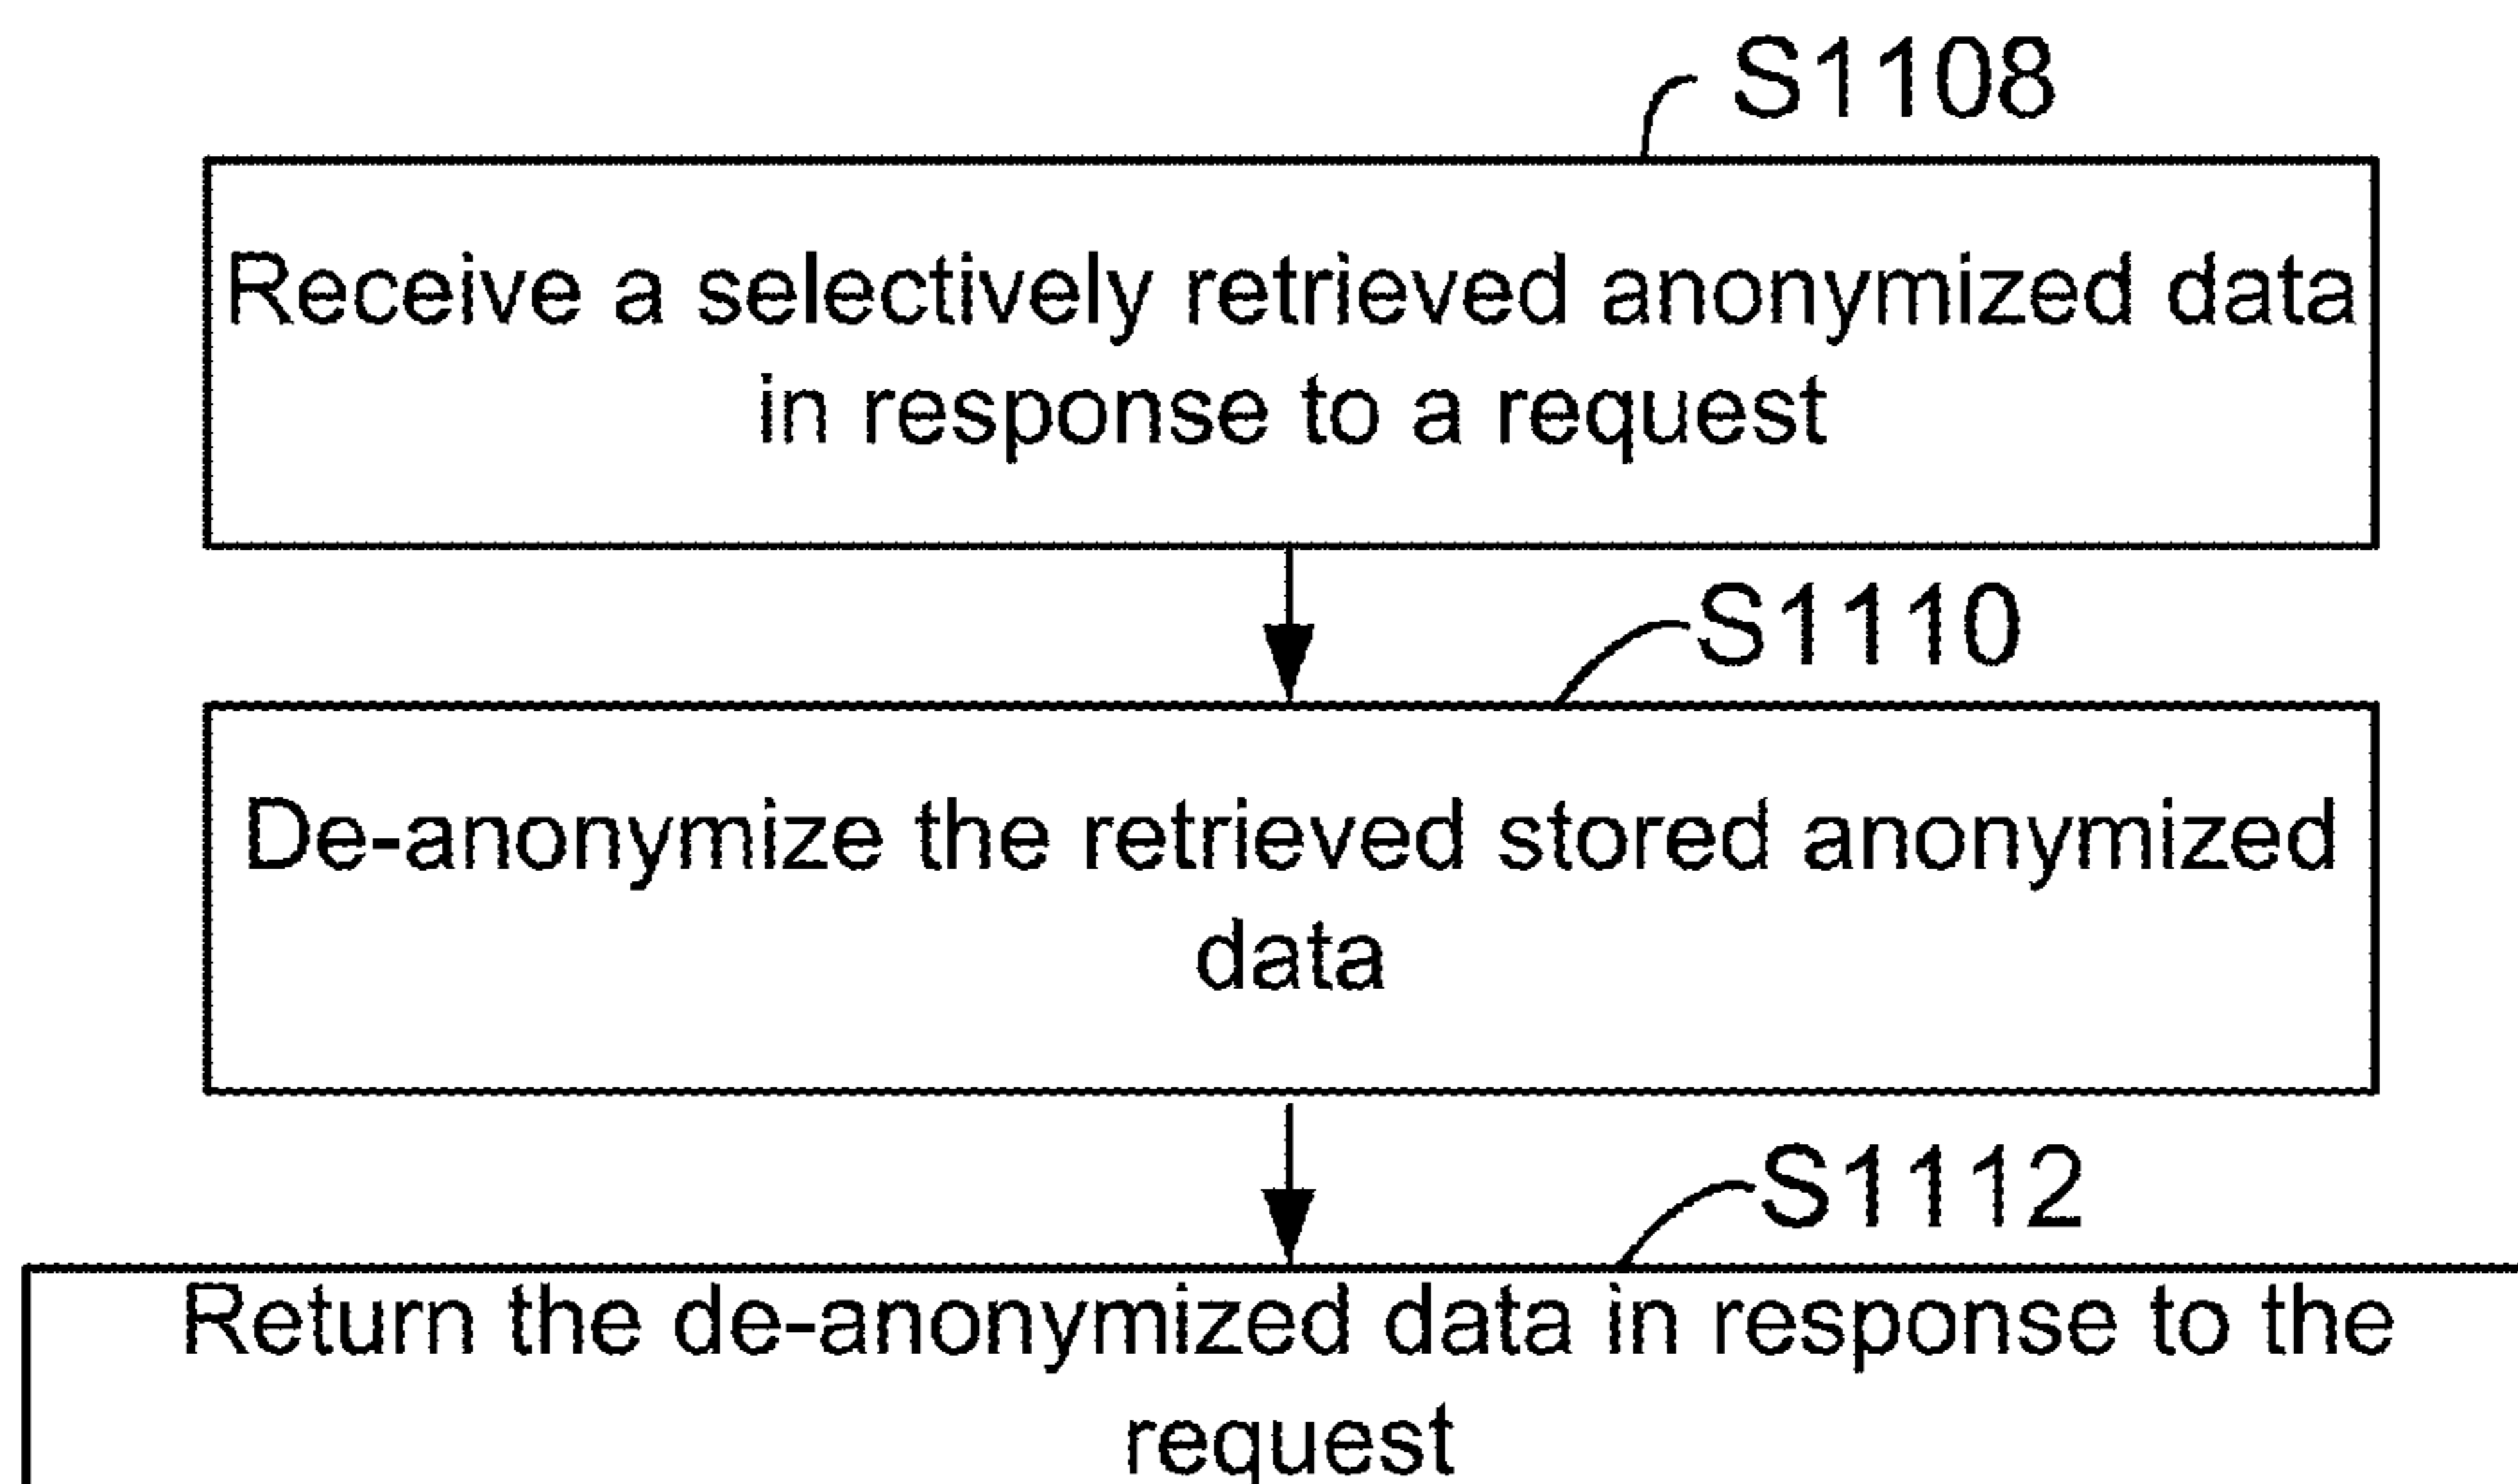 S1108
Receive a selectively retrieved anonymized data
in response to a request
S1110
De-anonymize the retrieved stored anonymized
data
S1112
Return the de-anonymized data in response to the
request